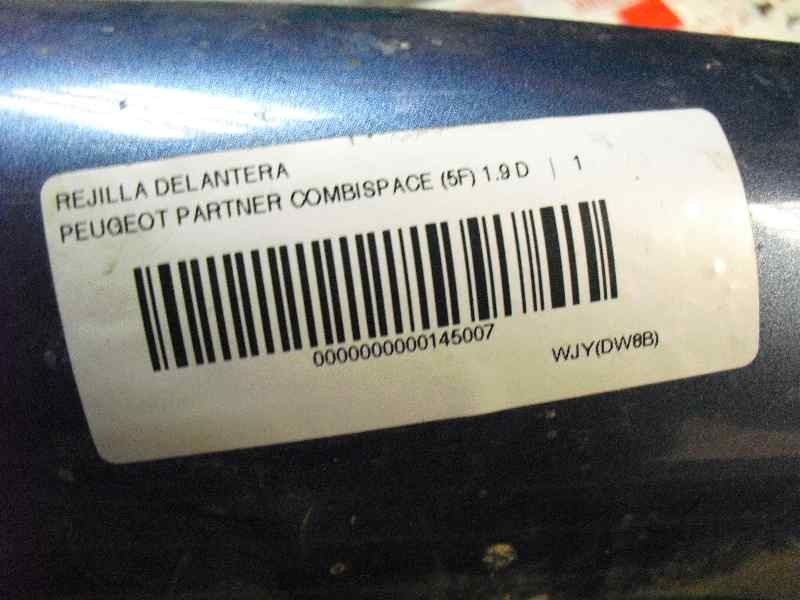 REJILLA DELANTERA
PEUGEOT PARTNER COMBISPACE (5F) 1.9 D | 1
0000000000145007
WJY(DW8B)